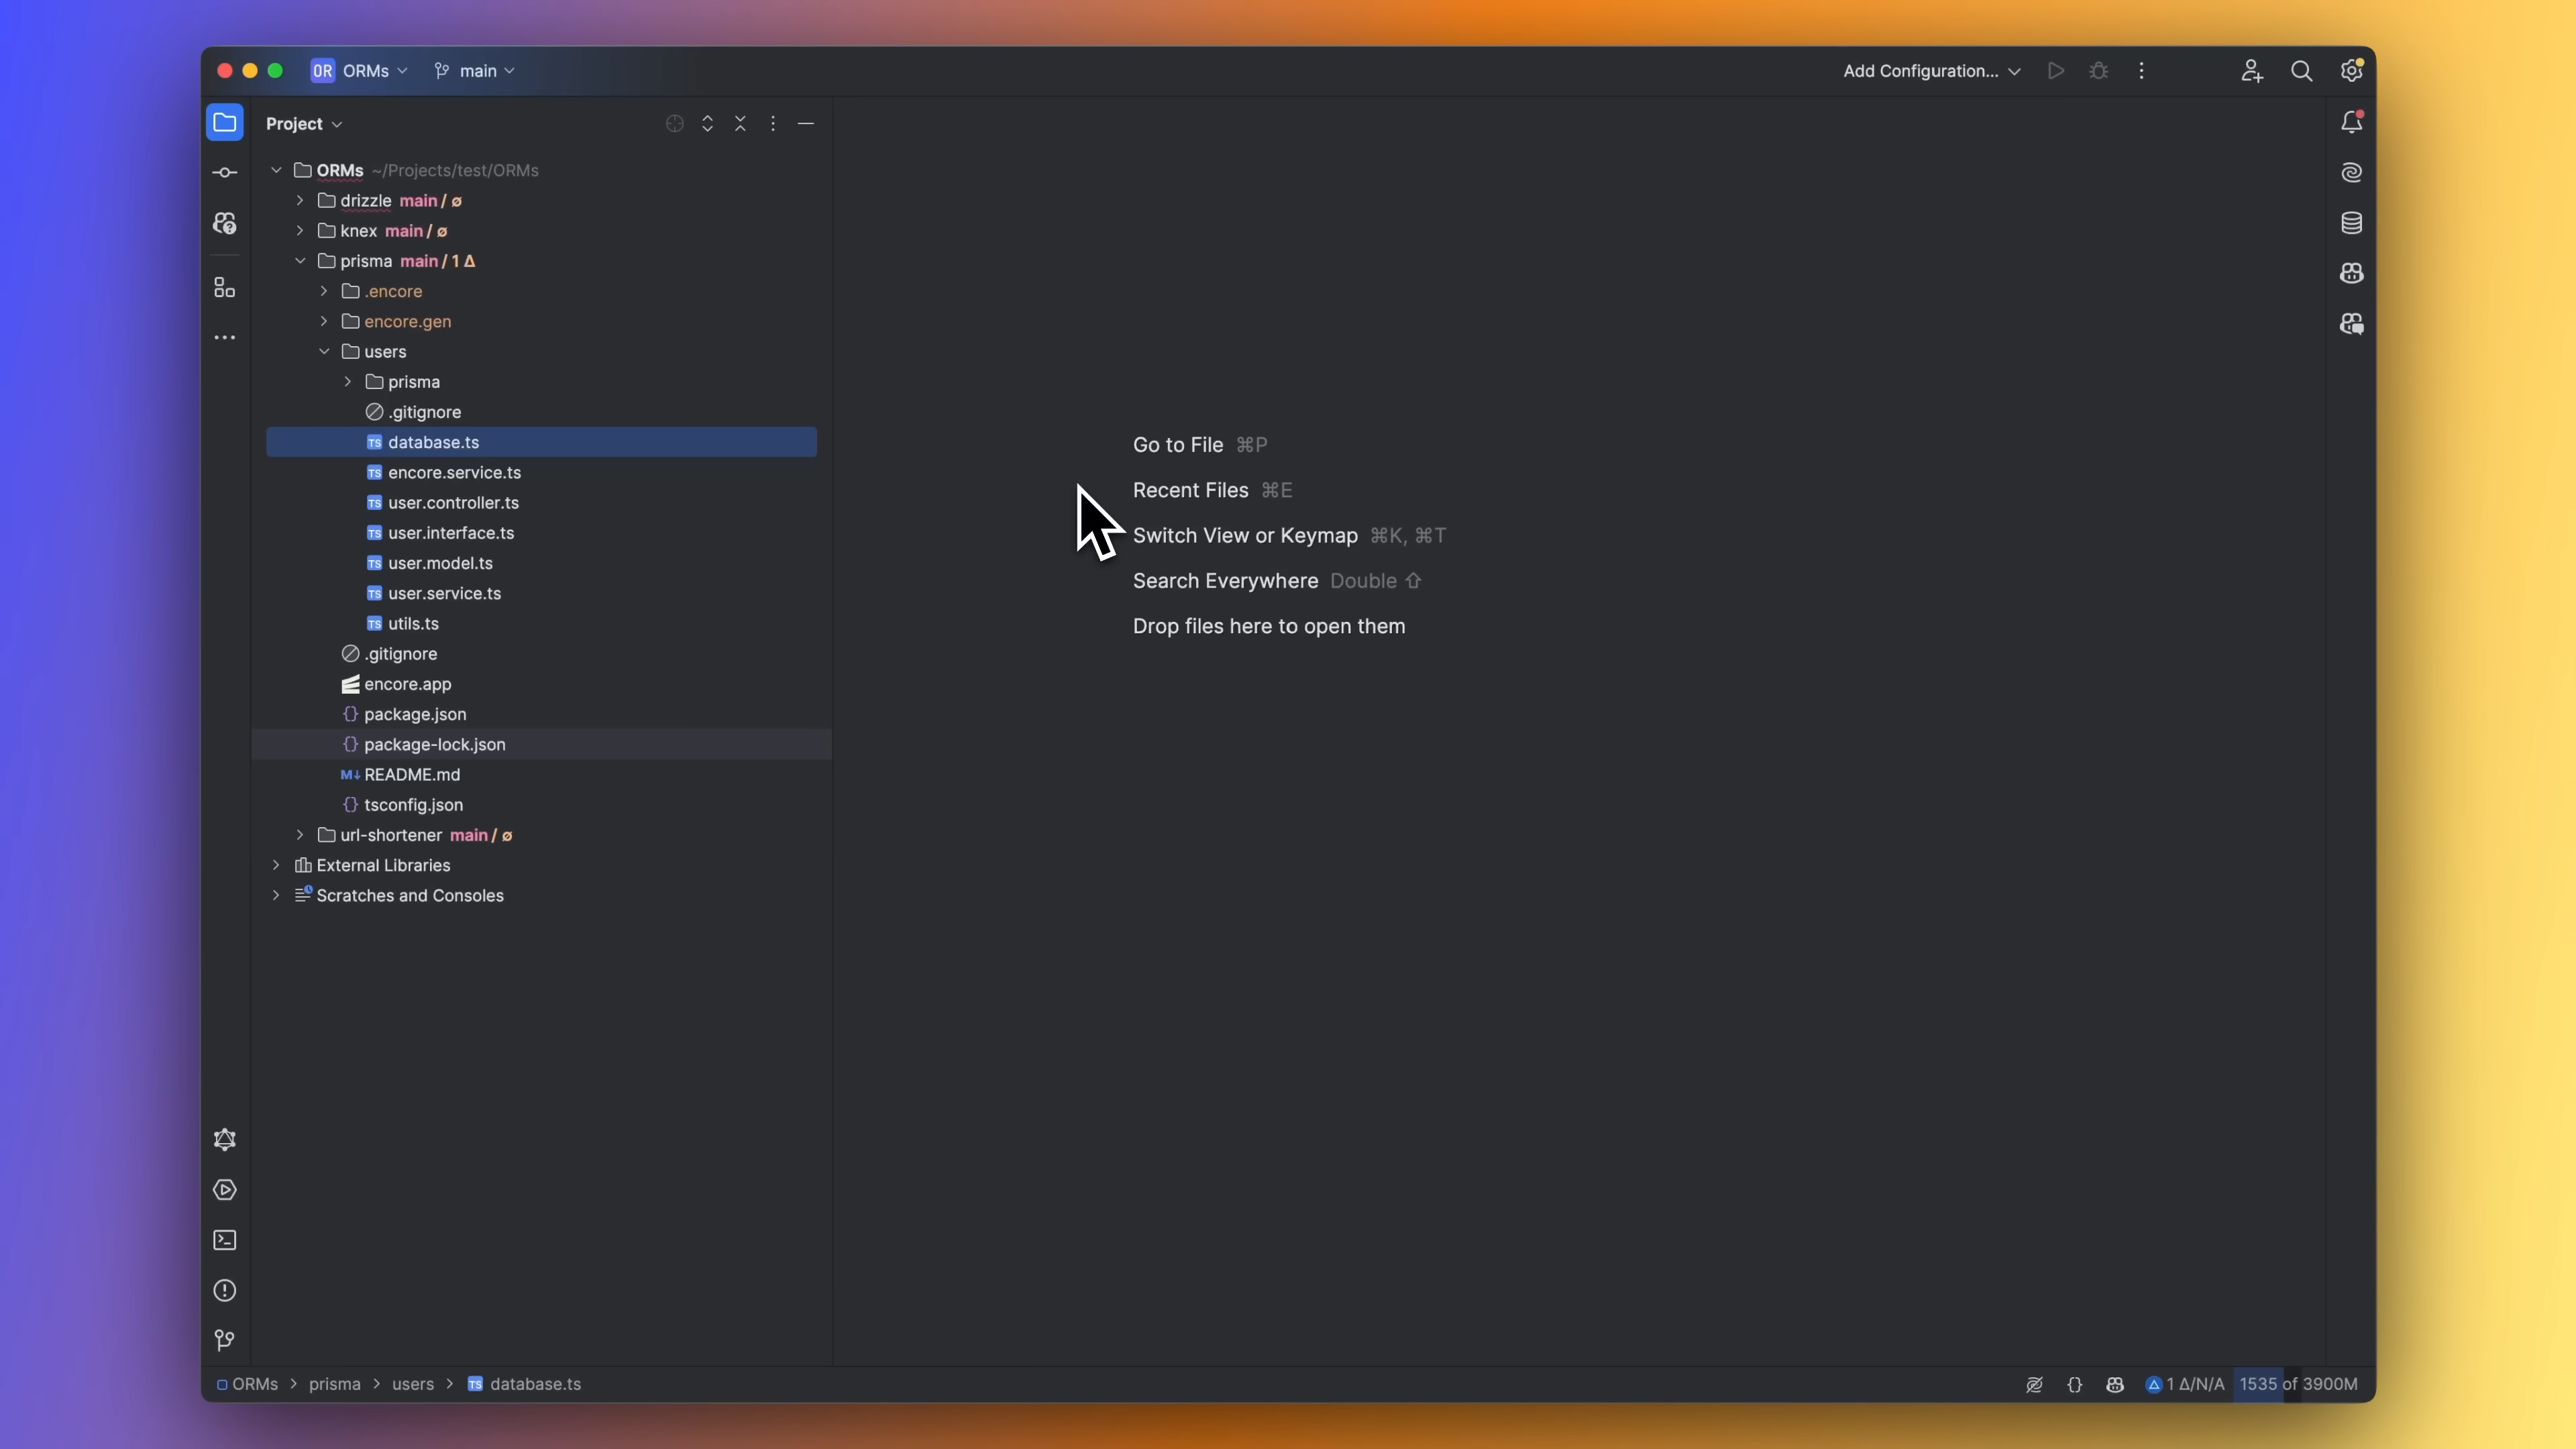 OR ORMs main Add Configuration...
Project
ORMs ~/Projects/test/ORMs
drizzle main / ø
knex main / ø
prisma main / 1 Δ
.encore
encore.gen
users
prisma
.gitignore
TS database.ts
TS encore.service.ts
TS user.controller.ts
TS user.interface.ts
TS user.model.ts
TS user.service.ts
TS utils.ts
.gitignore
encore.app
{} package.json
{} package-lock.json
M↓ README.md
{} tsconfig.json
url-shortener main / ø
External Libraries
Scratches and Consoles
Go to File ⌘P
Recent Files ⌘E
Switch View or Keymap ⌘K, ⌘T
Search Everywhere Double ⇧
Drop files here to open them
ORMs > prisma > users > TS database.ts
{} 1 Δ/N/A 1535 of 3900M